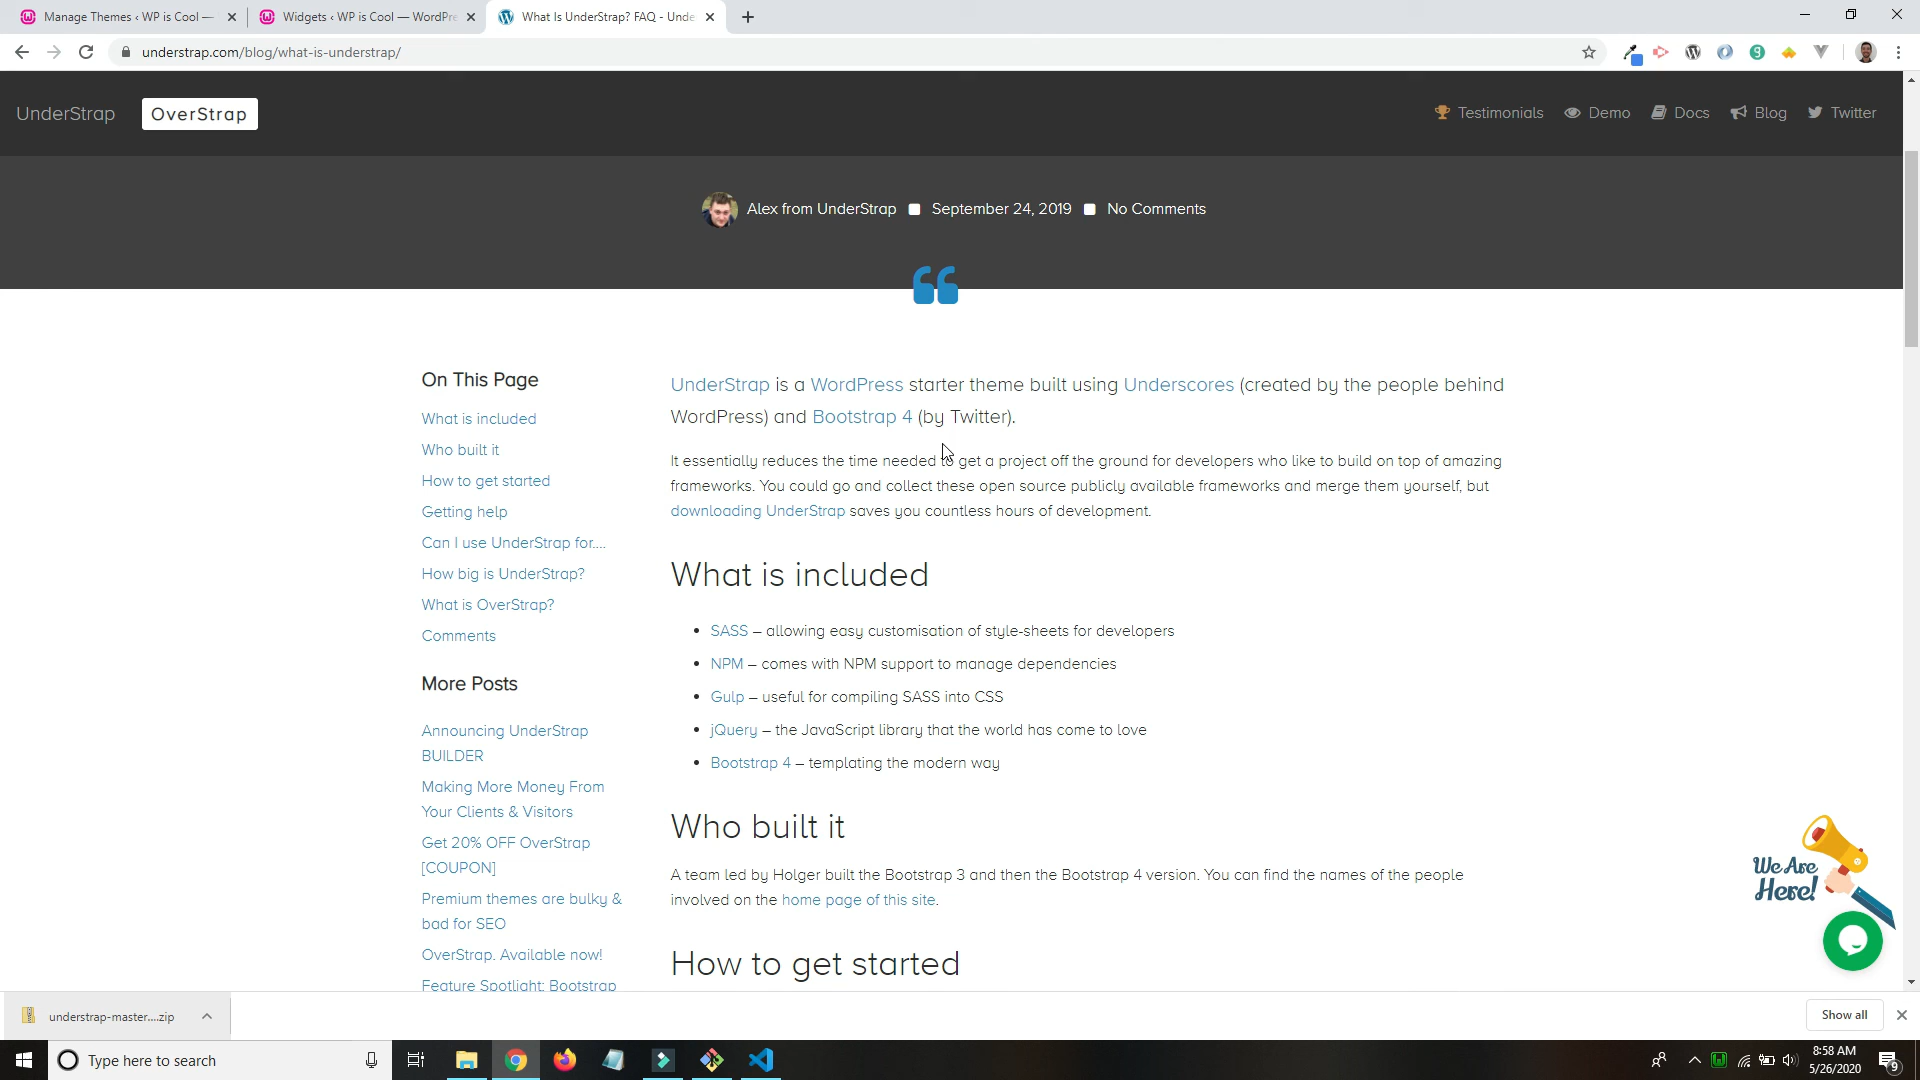 Manage Themes ‹ WP is Cool —
Widgets ‹ WP is Cool — WordPre
What Is UnderStrap? FAQ - Unde
understrap.com/blog/what-is-understrap/
UnderStrap
OverStrap
Testimonials
Demo
Docs
Blog
Twitter
Alex from UnderStrap
September 24, 2019
No Comments
On This Page
What is included
Who built it
How to get started
Getting help
Can I use UnderStrap for....
How big is UnderStrap?
What is OverStrap?
Comments
More Posts
Announcing UnderStrap
BUILDER
Making More Money From
Your Clients & Visitors
Get 20% OFF OverStrap
[COUPON]
Premium themes are bulky &
bad for SEO
OverStrap. Available now!
Feature Spotlight: Bootstrap
UnderStrap is a WordPress starter theme built using Underscores (created by the people behind
WordPress) and Bootstrap 4 (by Twitter).
It essentially reduces the time needed to get a project off the ground for developers who like to build on top of amazing
frameworks. You could go and collect these open source publicly available frameworks and merge them yourself, but
downloading UnderStrap saves you countless hours of development.
What is included
• SASS – allowing easy customisation of style-sheets for developers
• NPM – comes with NPM support to manage dependencies
• Gulp – useful for compiling SASS into CSS
• jQuery – the JavaScript library that the world has come to love
• Bootstrap 4 – templating the modern way
Who built it
A team led by Holger built the Bootstrap 3 and then the Bootstrap 4 version. You can find the names of the people
involved on the home page of this site.
How to get started
We Are
Here!
understrap-master....zip
Show all
Type here to search
8:58 AM
5/26/2020
9